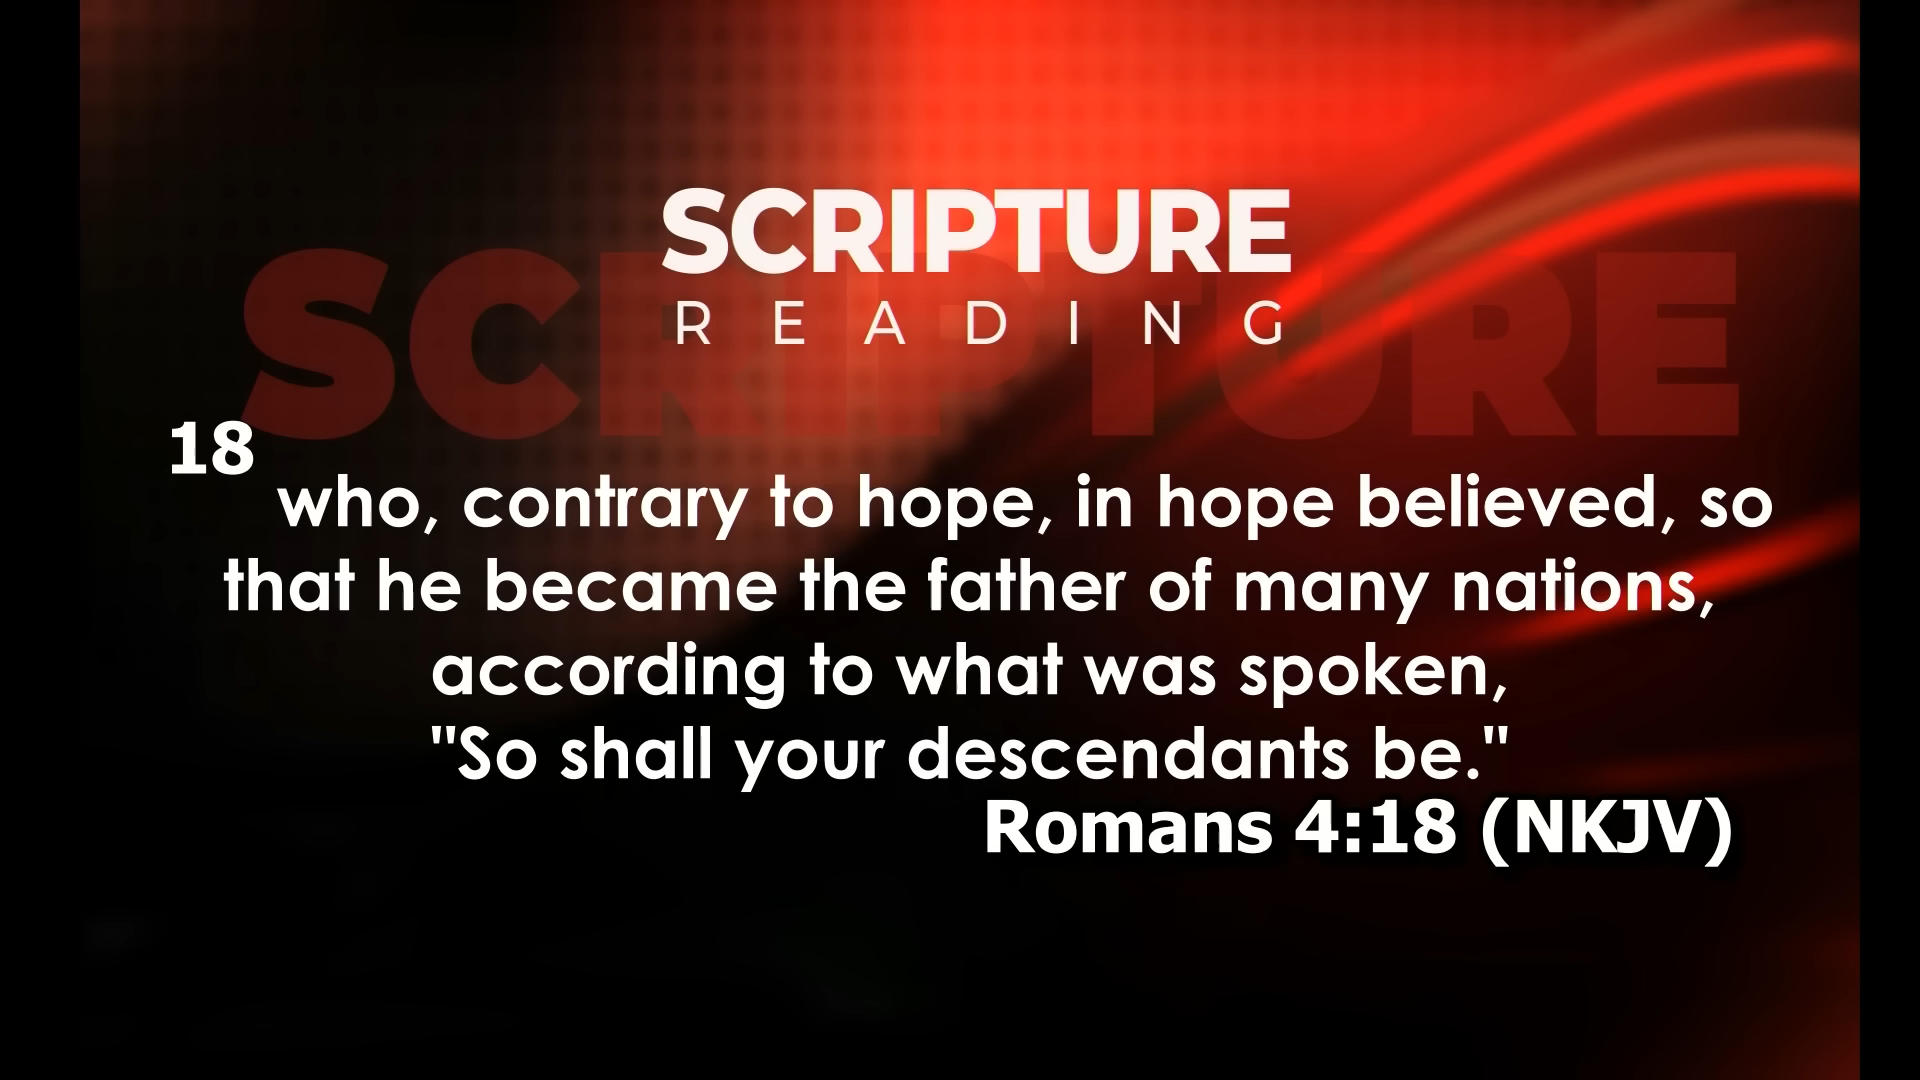 SCRIPTURE
READING
SCRIPTURE
18
who, contrary to hope, in hope believed, so
that he became the father of many nations,
according to what was spoken,
"So shall your descendants be."
Romans 4:18 (NKJV)